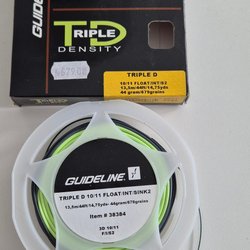 GUIDELINE
TRIPLE
TD
DENSITY
TRIPLE D
10/11 FLOAT/INT/S2
13,5m/44ft/14,75yds
44 gram/679grains
GUIDELINE
TRIPLE D 10/11 FLOAT/INT/SINK2
13,5m/44ft/14,75yds- 44gram/679grains
Item # 38384
3D 10/11
F/I/S2